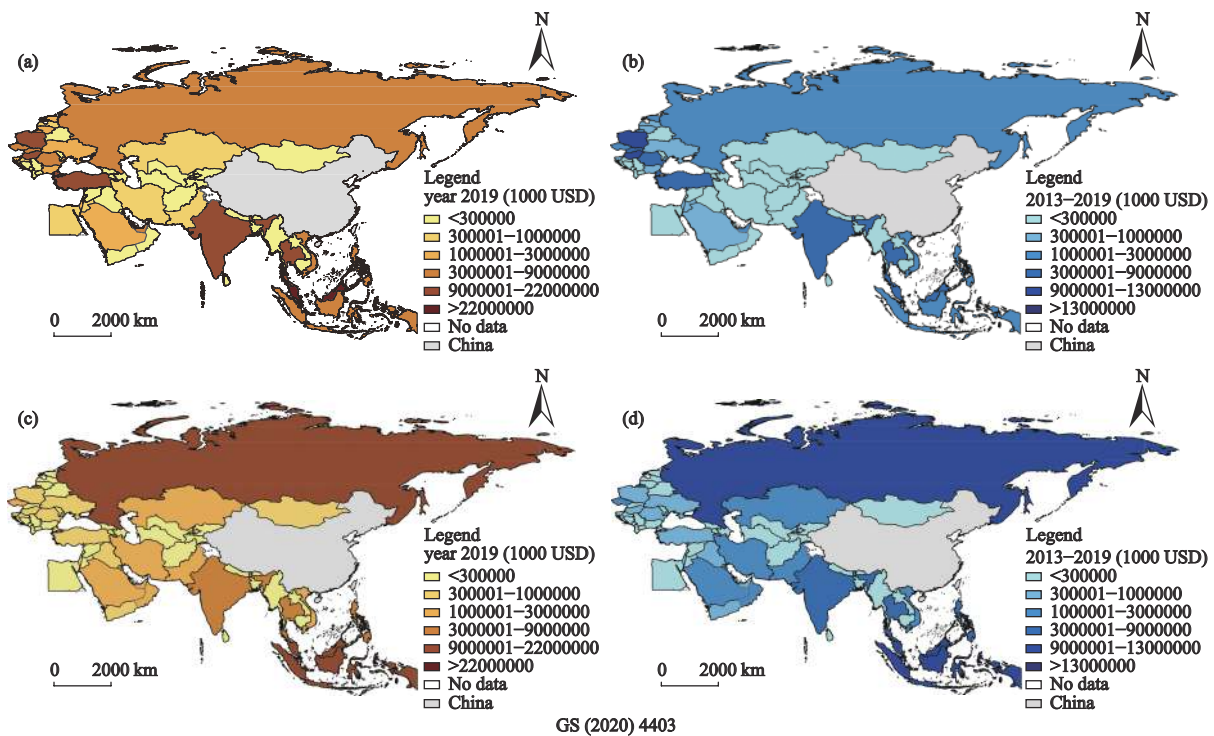 (a)
N
Legend
year 2019 (1000 USD)
<300000
300001−1000000
1000001−3000000
3000001−9000000
9000001−22000000
>22000000
No data
China
0 2000 km
(b)
N
Legend
2013−2019 (1000 USD)
<300000
300001−1000000
1000001−3000000
3000001−9000000
9000001−13000000
>13000000
No data
China
0 2000 km
(c)
N
Legend
year 2019 (1000 USD)
<300000
300001−1000000
1000001−3000000
3000001−9000000
9000001−22000000
>22000000
No data
China
0 2000 km
(d)
N
Legend
2013−2019 (1000 USD)
<300000
300001−1000000
1000001−3000000
3000001−9000000
9000001−13000000
>13000000
No data
China
0 2000 km
GS (2020) 4403